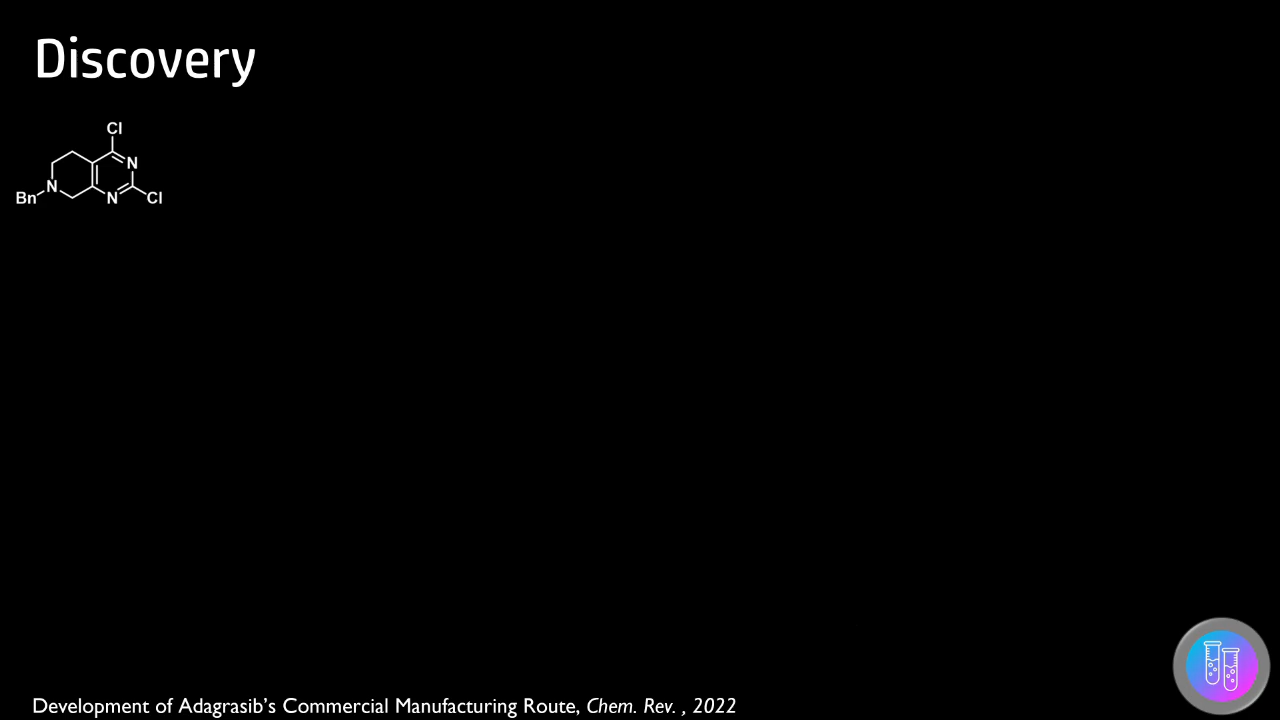 Discovery
Cl
N
N
Bn
N
Cl
Development of Adagrasib's Commercial Manufacturing Route, Chem. Rev. , 2022